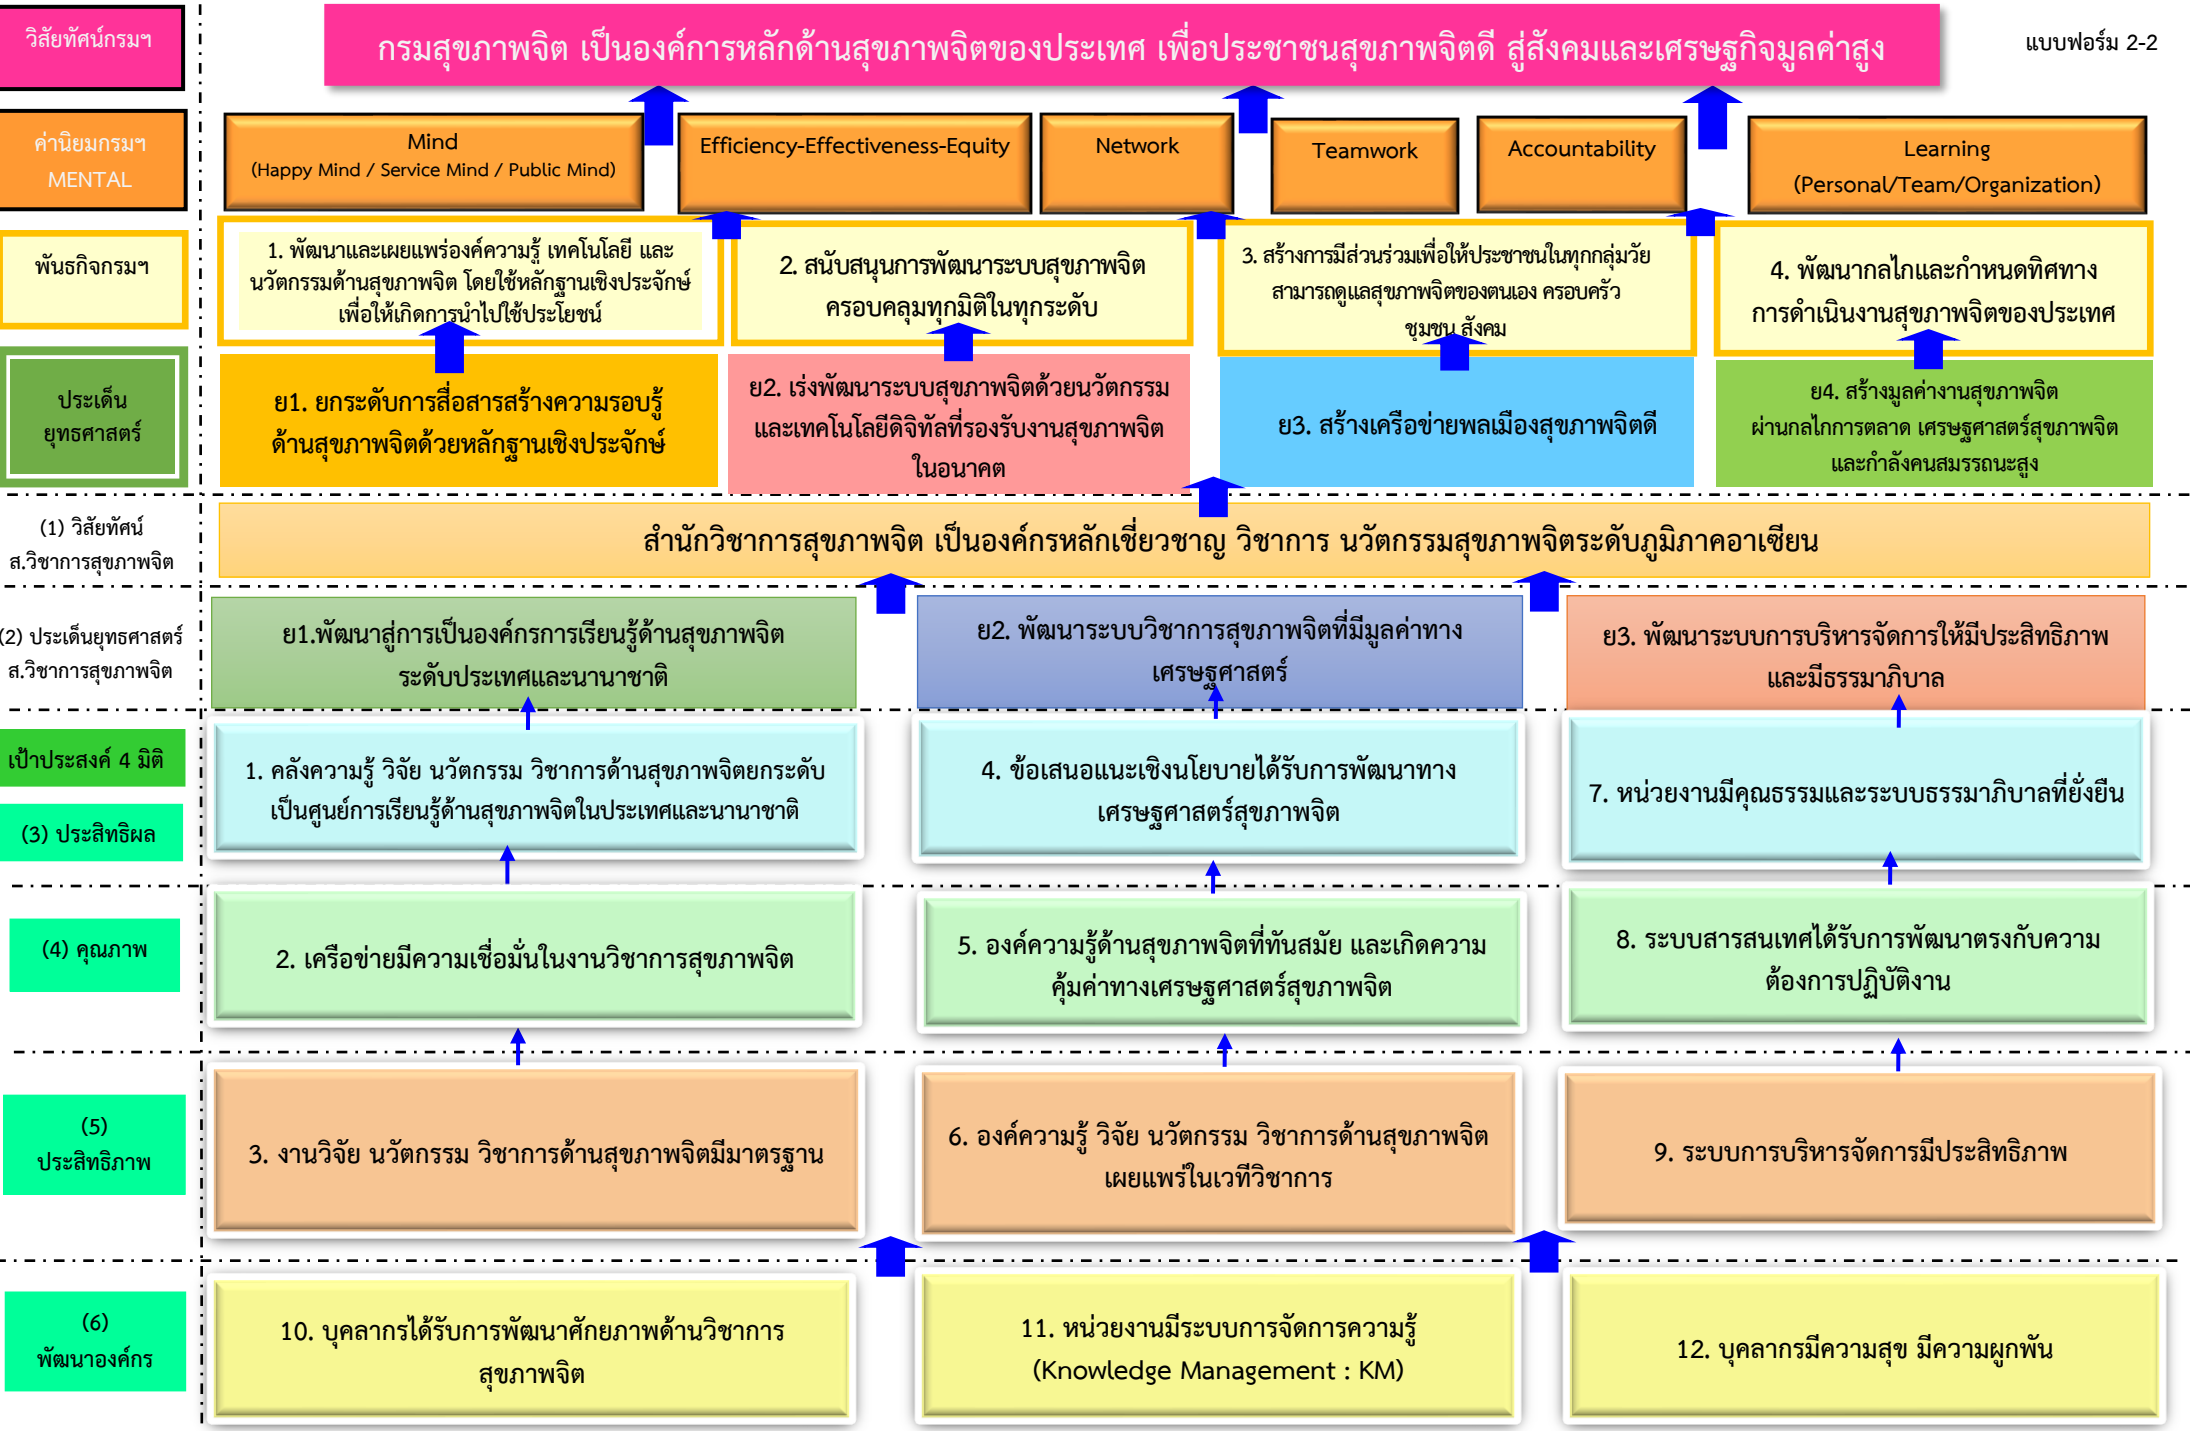 วิสัยทัศน์กรมฯ
กรมสุขภาพจิต เป็นองค์การหลักด้านสุขภาพจิตของประเทศ เพื่อประชาชนสุขภาพจิตดี สู่สังคมและเศรษฐกิจมูลค่าสูง
แบบฟอร์ม 2-2
ค่านิยมกรมฯ
MENTAL
Mind
(Happy Mind / Service Mind / Public Mind)
Efficiency-Effectiveness-Equity
Network
Teamwork
Accountability
Learning
(Personal/Team/Organization)
พันธกิจกรมฯ
1. พัฒนาและเผยแพร่องค์ความรู้ เทคโนโลยี และ
นวัตกรรมด้านสุขภาพจิต โดยใช้หลักฐานเชิงประจักษ์
เพื่อให้เกิดการนำไปใช้ประโยชน์
2. สนับสนุนการพัฒนาระบบสุขภาพจิต
ครอบคลุมทุกมิติในทุกระดับ
3. สร้างการมีส่วนร่วมเพื่อให้ประชาชนในทุกกลุ่มวัย
สามารถดูแลสุขภาพจิตของตนเอง ครอบครัว
ชุมชน สังคม
4. พัฒนากลไกและกำหนดทิศทาง
การดำเนินงานสุขภาพจิตของประเทศ
ประเด็น
ยุทธศาสตร์
ย1. ยกระดับการสื่อสารสร้างความรอบรู้
ด้านสุขภาพจิตด้วยหลักฐานเชิงประจักษ์
ย2. เร่งพัฒนาระบบสุขภาพจิตด้วยนวัตกรรม
และเทคโนโลยีดิจิทัลที่รองรับงานสุขภาพจิต
ในอนาคต
ย3. สร้างเครือข่ายพลเมืองสุขภาพจิตดี
ย4. สร้างมูลค่างานสุขภาพจิต
ผ่านกลไกการตลาด เศรษฐศาสตร์สุขภาพจิต
และกำลังคนสมรรถนะสูง
(1) วิสัยทัศน์
ส.วิชาการสุขภาพจิต
สำนักวิชาการสุขภาพจิต เป็นองค์กรหลักเชี่ยวชาญ วิชาการ นวัตกรรมสุขภาพจิตระดับภูมิภาคอาเซียน
(2) ประเด็นยุทธศาสตร์
ส.วิชาการสุขภาพจิต
ย1.พัฒนาสู่การเป็นองค์กรการเรียนรู้ด้านสุขภาพจิต
ระดับประเทศและนานาชาติ
ย2. พัฒนาระบบวิชาการสุขภาพจิตที่มีมูลค่าทาง
เศรษฐศาสตร์
ย3. พัฒนาระบบการบริหารจัดการให้มีประสิทธิภาพ
และมีธรรมาภิบาล
เป้าประสงค์ 4 มิติ
(3) ประสิทธิผล
1. คลังความรู้ วิจัย นวัตกรรม วิชาการด้านสุขภาพจิตยกระดับ
เป็นศูนย์การเรียนรู้ด้านสุขภาพจิตในประเทศและนานาชาติ
4. ข้อเสนอแนะเชิงนโยบายได้รับการพัฒนาทาง
เศรษฐศาสตร์สุขภาพจิต
7. หน่วยงานมีคุณธรรมและระบบธรรมาภิบาลที่ยั่งยืน
(4) คุณภาพ
2. เครือข่ายมีความเชื่อมั่นในงานวิชาการสุขภาพจิต
5. องค์ความรู้ด้านสุขภาพจิตที่ทันสมัย และเกิดความ
คุ้มค่าทางเศรษฐศาสตร์สุขภาพจิต
8. ระบบสารสนเทศได้รับการพัฒนาตรงกับความ
ต้องการปฏิบัติงาน
(5)
ประสิทธิภาพ
3. งานวิจัย นวัตกรรม วิชาการด้านสุขภาพจิตมีมาตรฐาน
6. องค์ความรู้ วิจัย นวัตกรรม วิชาการด้านสุขภาพจิต
เผยแพร่ในเวทีวิชาการ
9. ระบบการบริหารจัดการมีประสิทธิภาพ
(6)
พัฒนาองค์กร
10. บุคลากรได้รับการพัฒนาศักยภาพด้านวิชาการ
สุขภาพจิต
11. หน่วยงานมีระบบการจัดการความรู้
(Knowledge Management : KM)
12. บุคลากรมีความสุข มีความผูกพัน